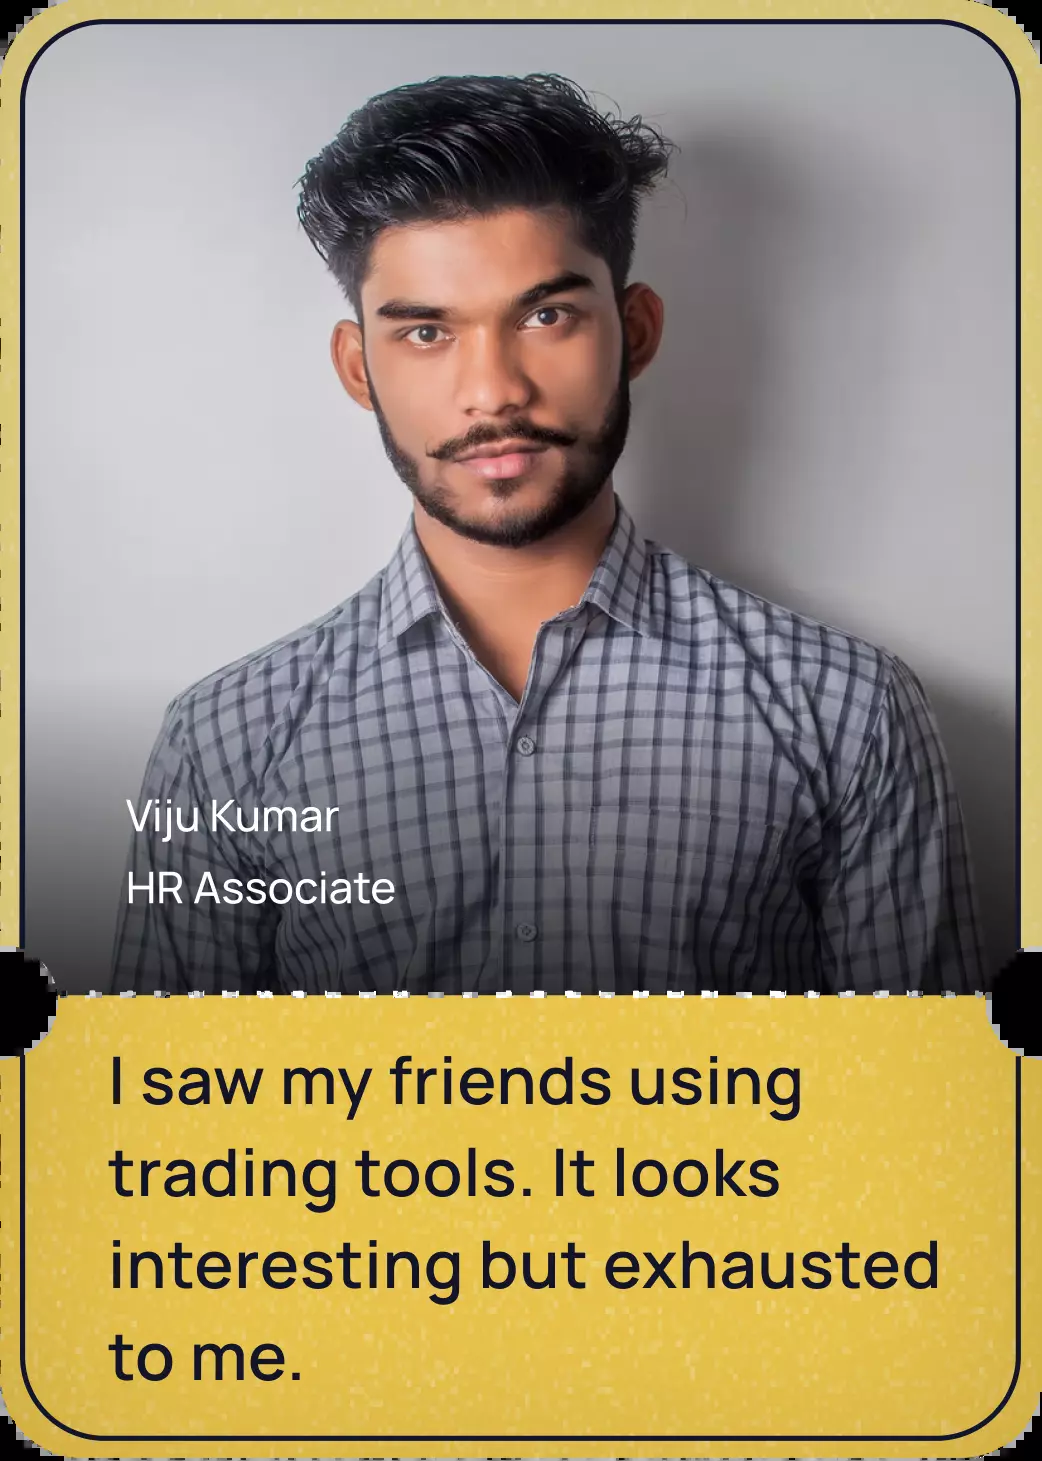 Viju Kumar
HR Associate
I saw my friends using
trading tools. It looks
interesting but exhausted
to me.